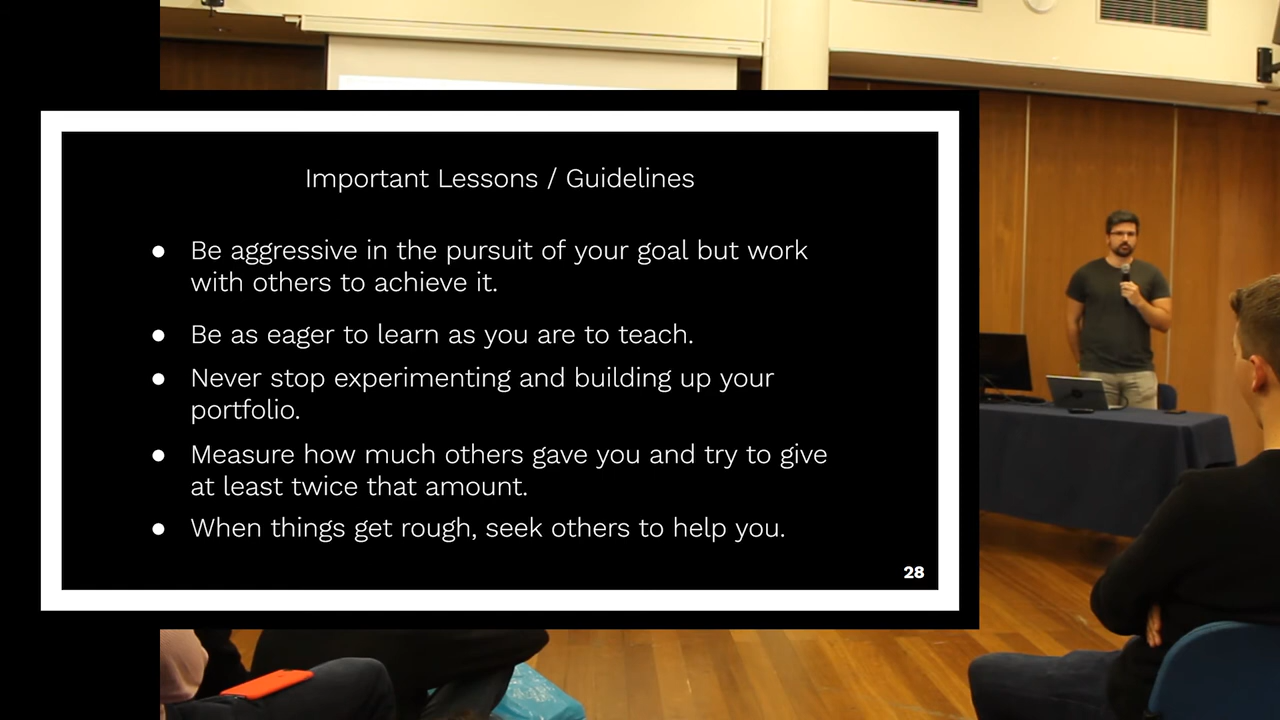 Important Lessons / Guidelines
● Be aggressive in the pursuit of your goal but work
with others to achieve it.
● Be as eager to learn as you are to teach.
● Never stop experimenting and building up your
portfolio.
● Measure how much others gave you and try to give
at least twice that amount.
● When things get rough, seek others to help you.
28